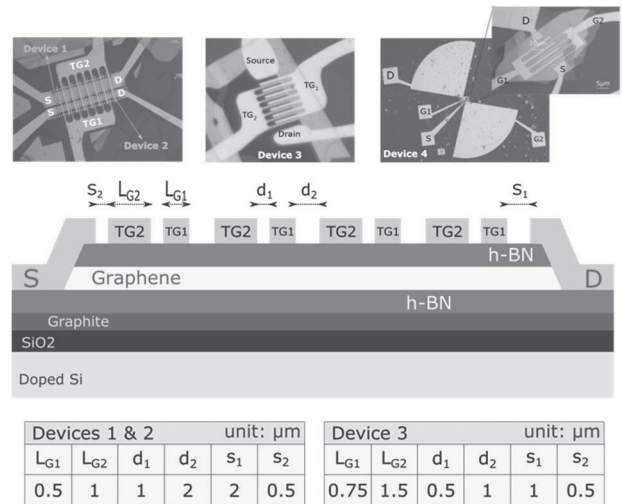 Device 1
TG2
D
D
S
S
TG1
Device 2
Source
TG1
TG2
Drain
Device 3
D
G1
S
G2
Device 4
D
G2
10μm
G1
S
5μm
S2 LG2 LG1 d1 d2 S1
TG2 TG1 TG2 TG1 TG2 TG1 TG2 TG1
h-BN
S Graphene D
h-BN
Graphite
SiO2
Doped Si
Devices 1 & 2 unit: μm
LG1 LG2 d1 d2 s1 s2
0.5 1 1 2 2 0.5
Device 3 unit: μm
LG1 LG2 d1 d2 s1 s2
0.75 1.5 0.5 1 1 0.5